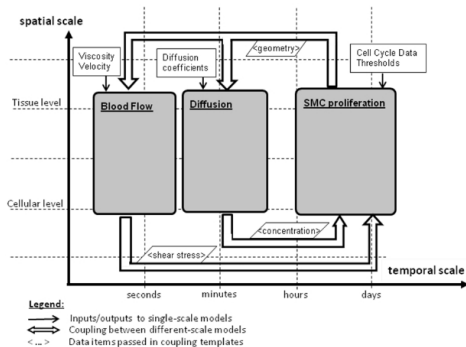 spatial scale
<geometry>
Viscosity
Velocity
Diffusion
coefficients
Cell Cycle Data
Thresholds
Tissue level
Blood Flow
Diffusion
SMC proliferation
Cellular level
<concentration>
<shear stress>
temporal scale
seconds
minutes
hours
days
Legend:
Inputs/outputs to single-scale models
Coupling between different-scale models
Data items passed in coupling templates